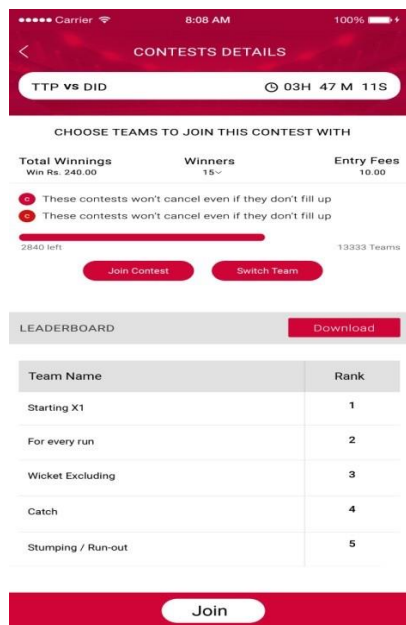 Carrier 8:08 AM 100%
CONTESTS DETAILS
TTP vs DID 03H 47 M 11S
CHOOSE TEAMS TO JOIN THIS CONTEST WITH
Total Winnings Winners Entry Fees
Win Rs. 240.00 15 10.00
C These contests won't cancel even if they don't fill up
C These contests won't cancel even if they don't fill up
2840 left 13333 Teams
Join Contest Switch Team
LEADERBOARD Download
Team Name Rank
Starting X1 1
For every run 2
Wicket Excluding 3
Catch 4
Stumping / Run-out 5
Join